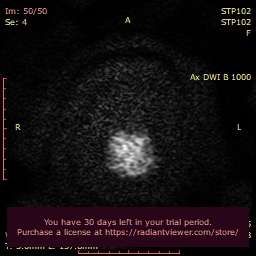 Im: 50/50
STP102
Se: 4
STP102
F
A
Ax DWI B 1000
R
L
You have 30 days left in your trial period.
Purchase a license at https://radiantviewer.com/store/